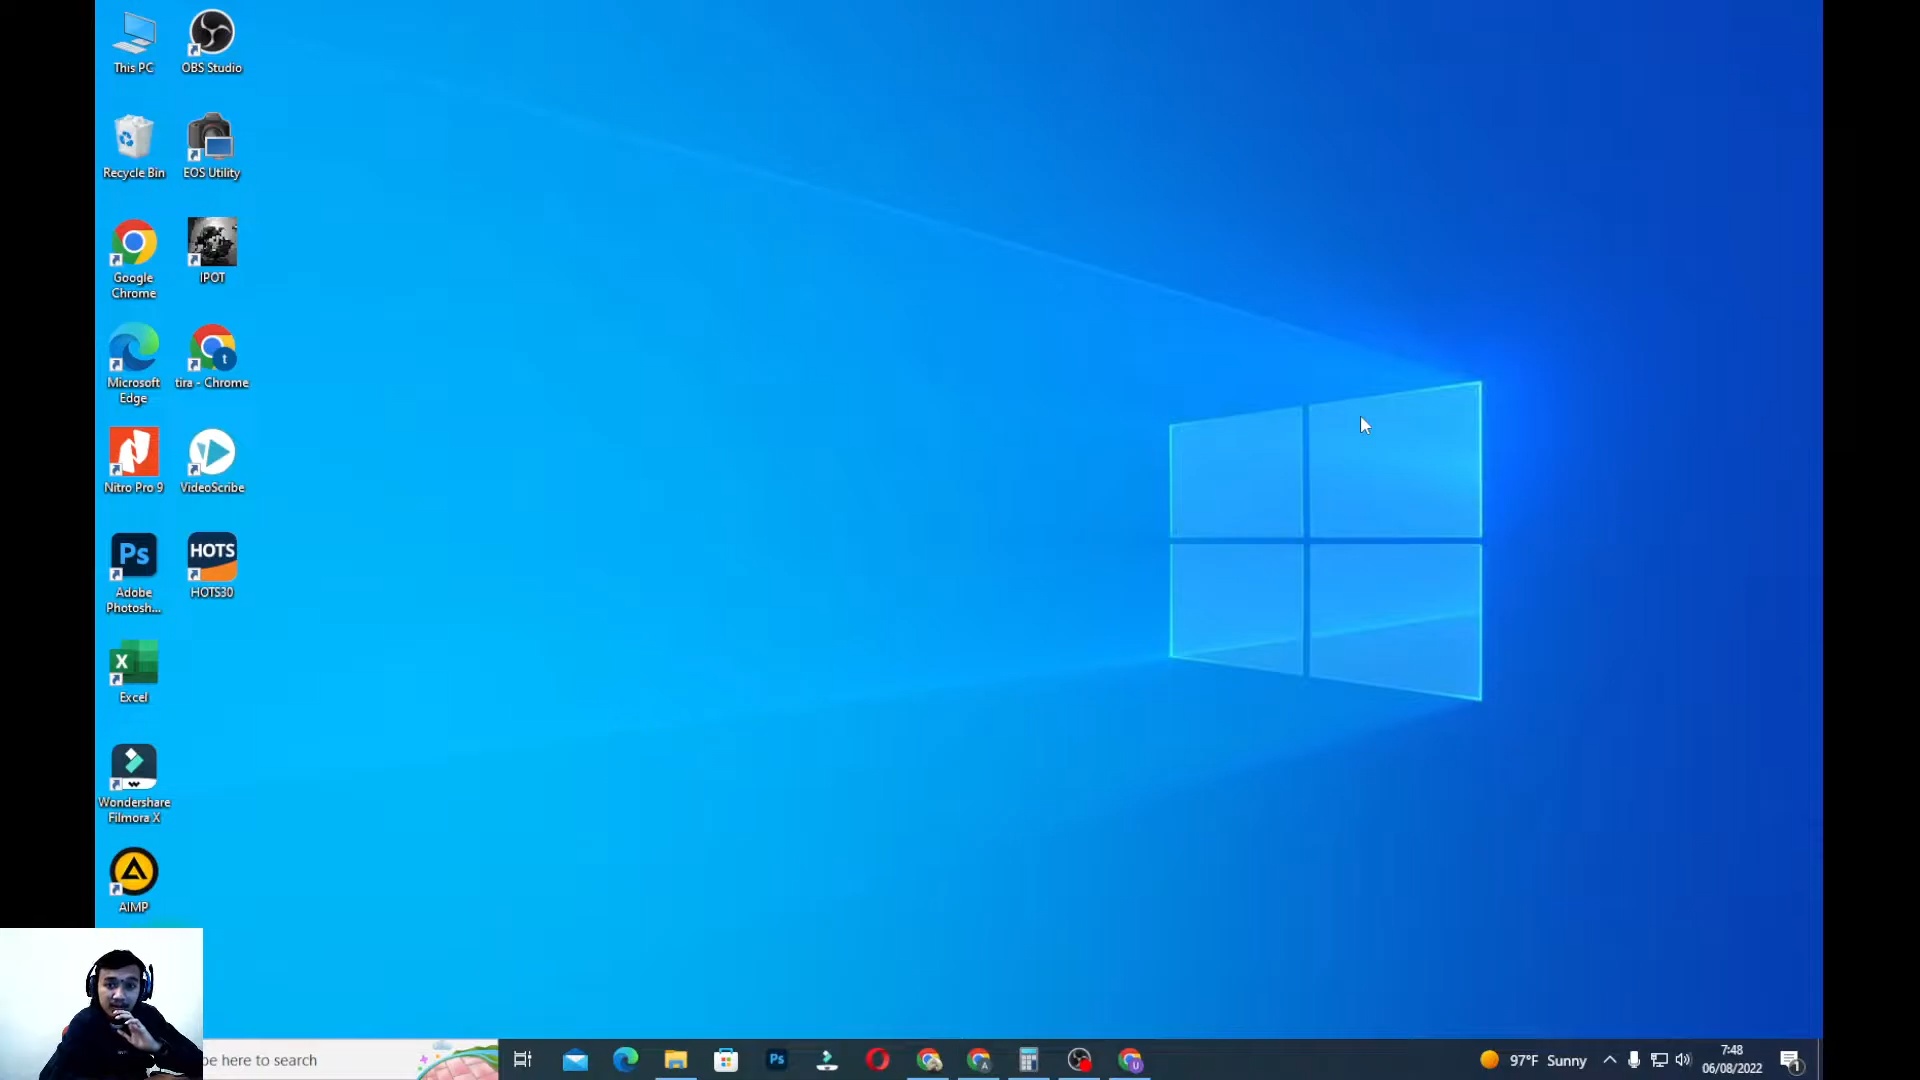 This PC
OBS Studio
Recycle Bin
EOS Utility
Google
Chrome
IPOT
Microsoft
Edge
t
tira - Chrome
Nitro Pro 9
VideoScribe
Ps
Adobe
Photosh...
HOTS
HOTS30
X
Excel
Wondershare
Filmora X
AIMP
pe here to search
Ps
A
U
97°F Sunny
7:48
06/08/2022
1